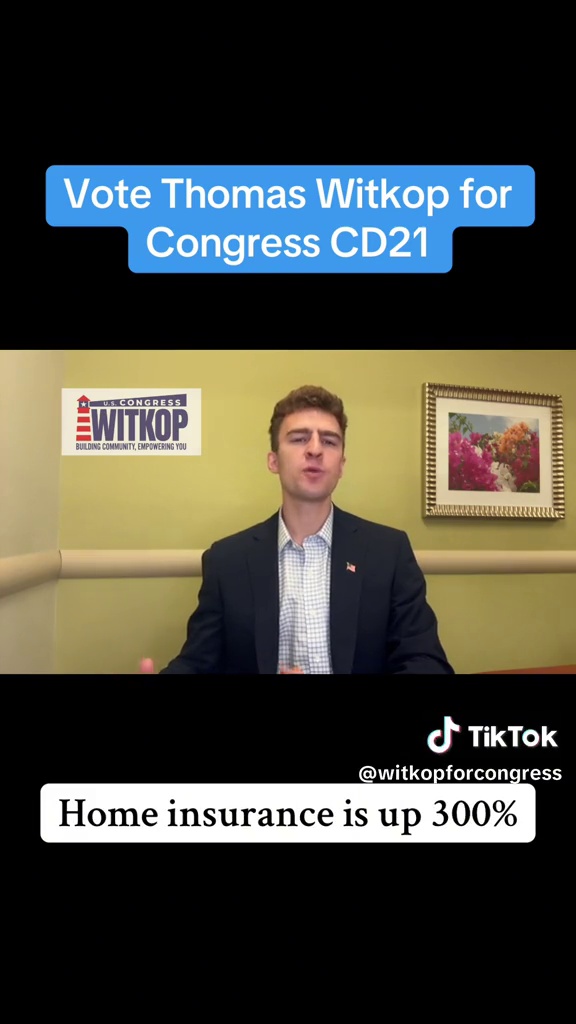 Vote Thomas Witkop for
Congress CD21
U.S. CONGRESS
WITKOP
BUILDING COMMUNITY, EMPOWERING YOU
TikTok
@witkopforcongress
Home insurance is up 300%